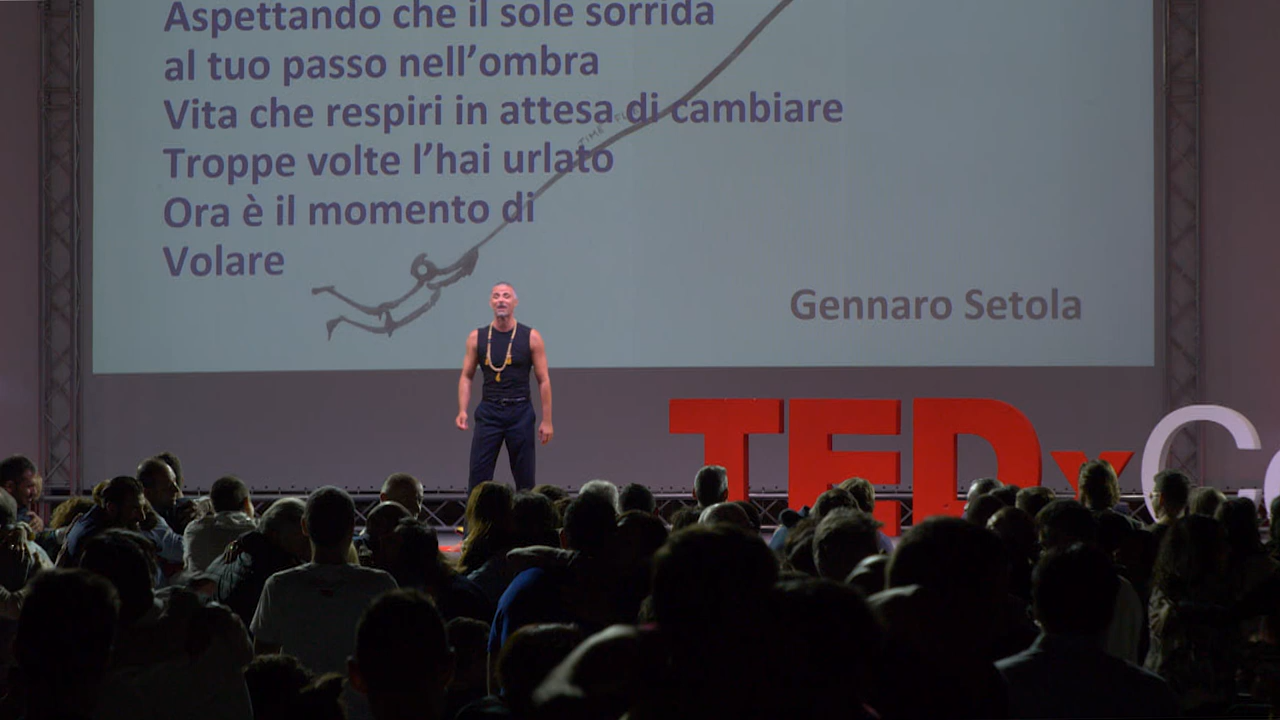 Aspettando che il sole sorrida
al tuo passo nell'ombra
Vita che respiri in attesa di cambiare
Troppe volte l'hai urlato
Ora è il momento di
Volare
Gennaro Setola
TEDx